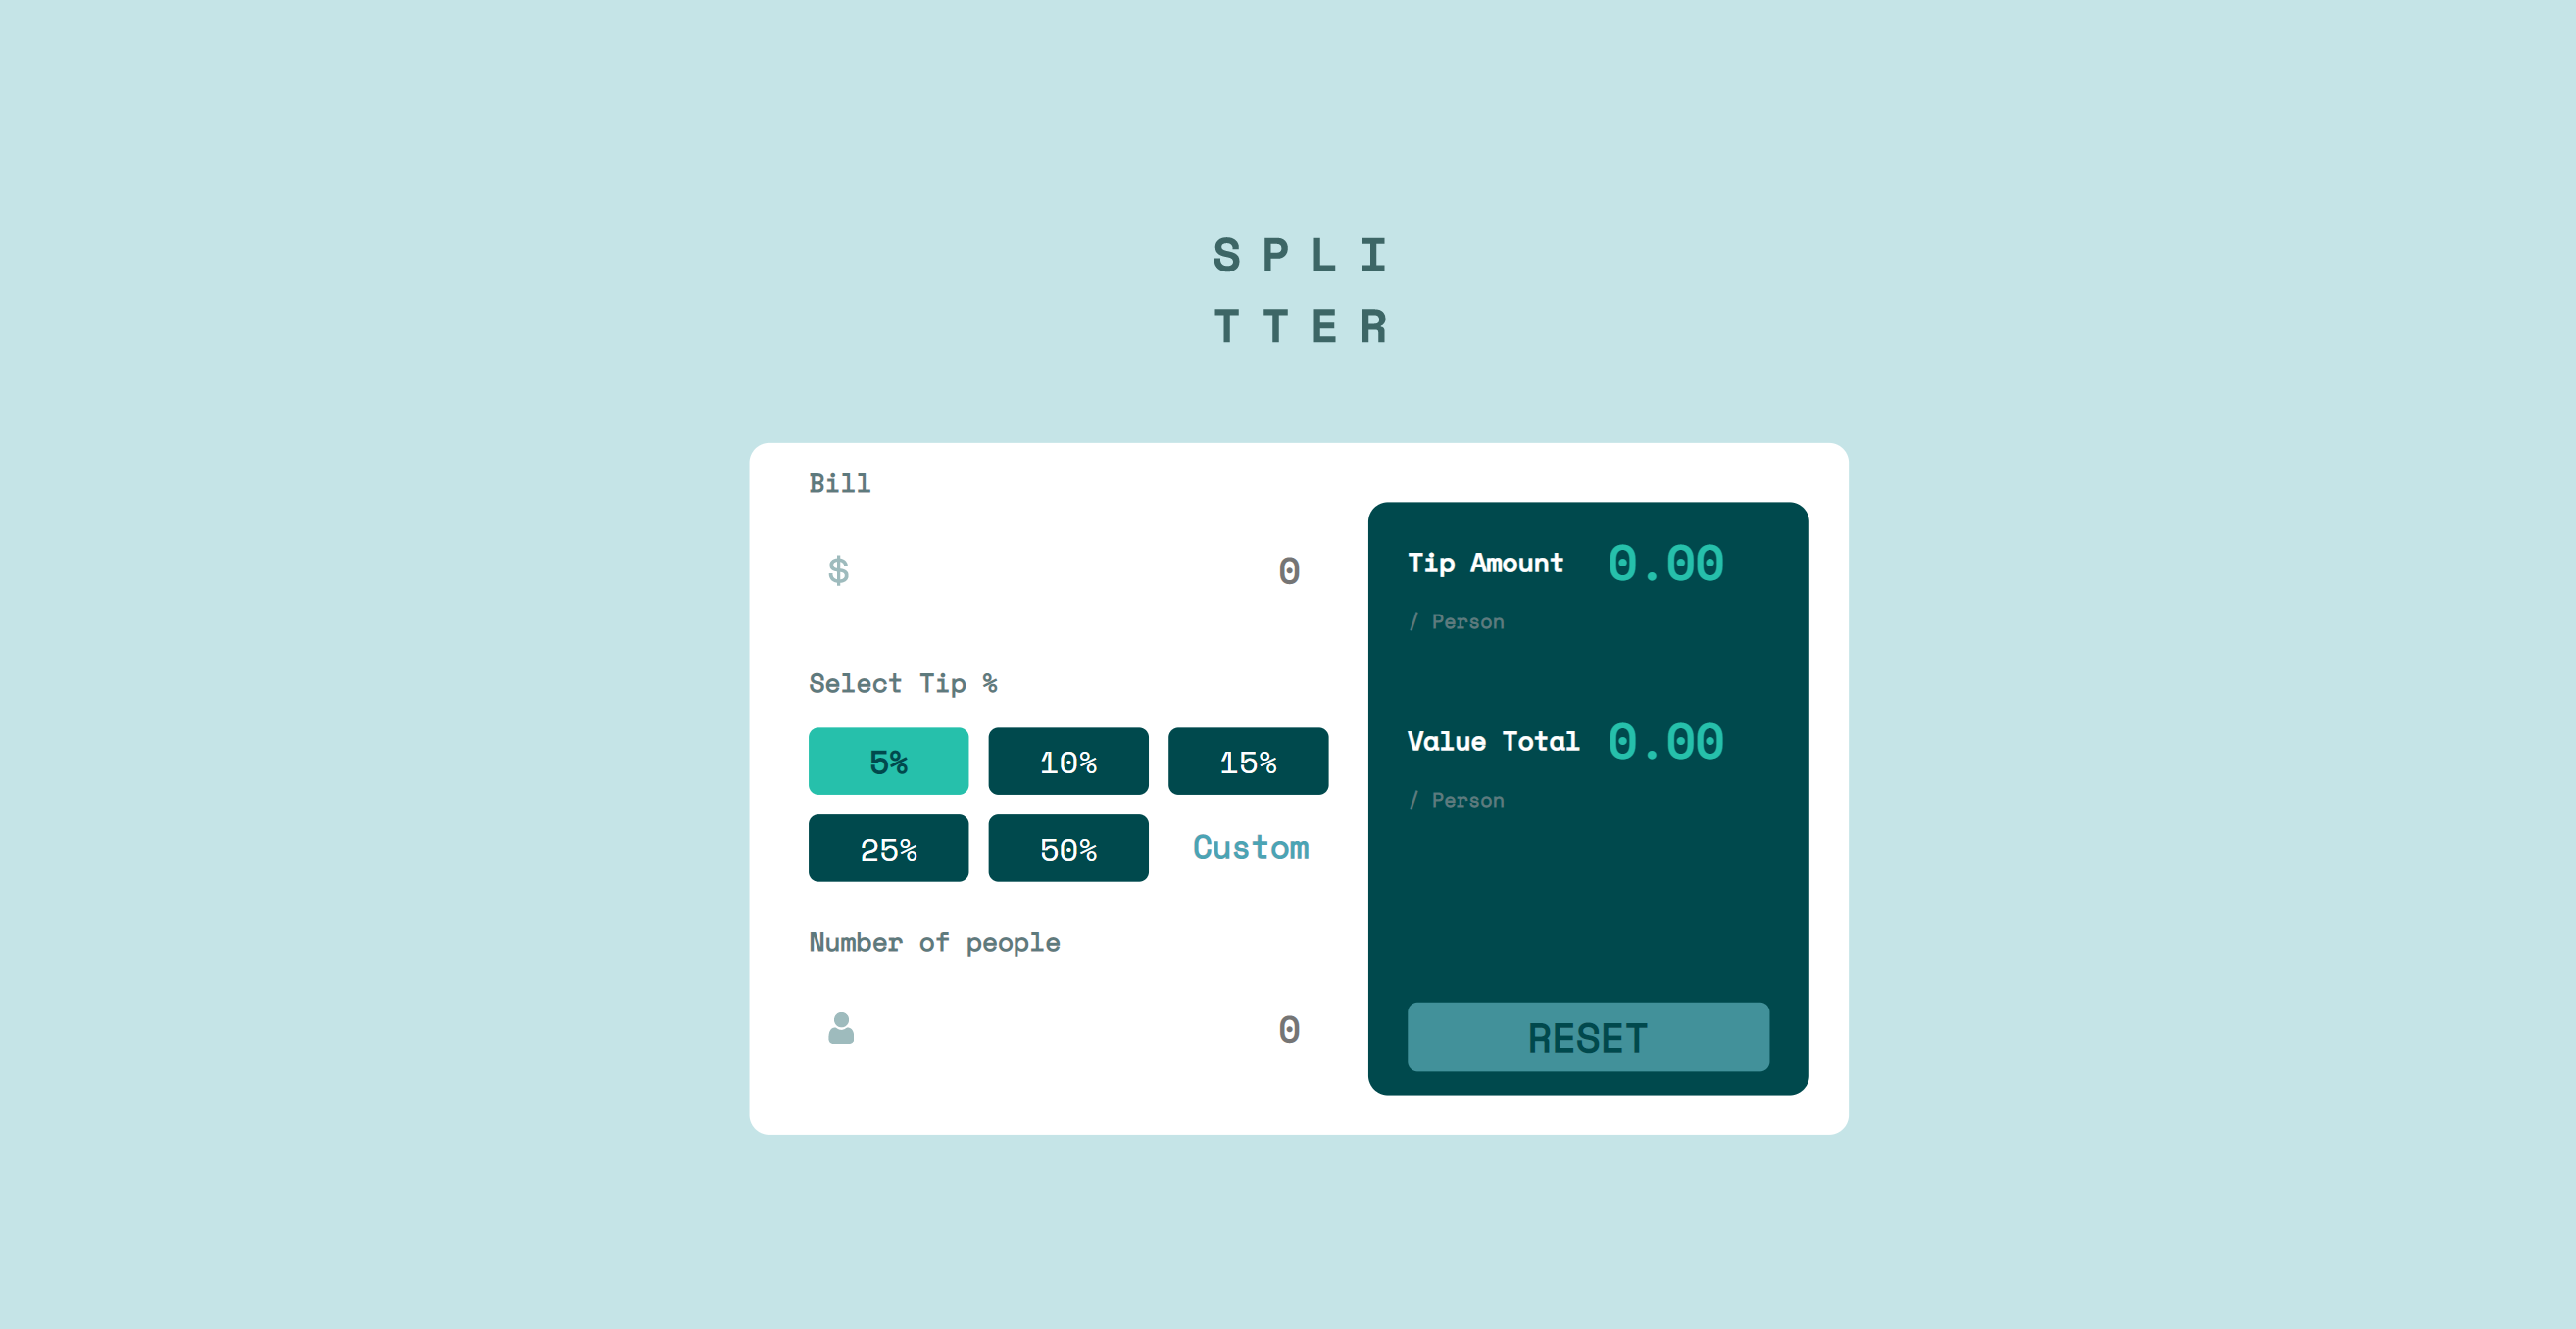 S P L I
T T E R
Bill
$ 0
Select Tip %
5% 10% 15%
25% 50% Custom
Number of people
0
Tip Amount 0.00
/ Person
Value Total 0.00
/ Person
RESET